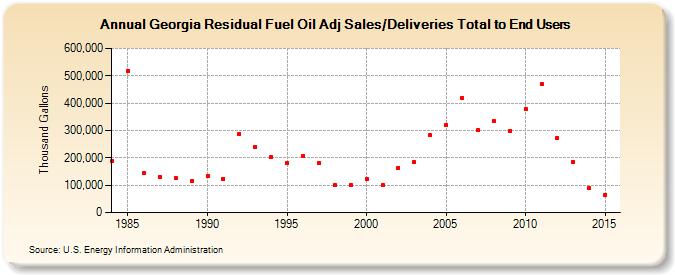 Annual Georgia Residual Fuel Oil Adj Sales/Deliveries Total to End Users
Thousand Gallons
600,000
500,000
400,000
300,000
200,000
100,000
0
1985 1990 1995 2000 2005 2010 2015
Source: U.S. Energy Information Administration